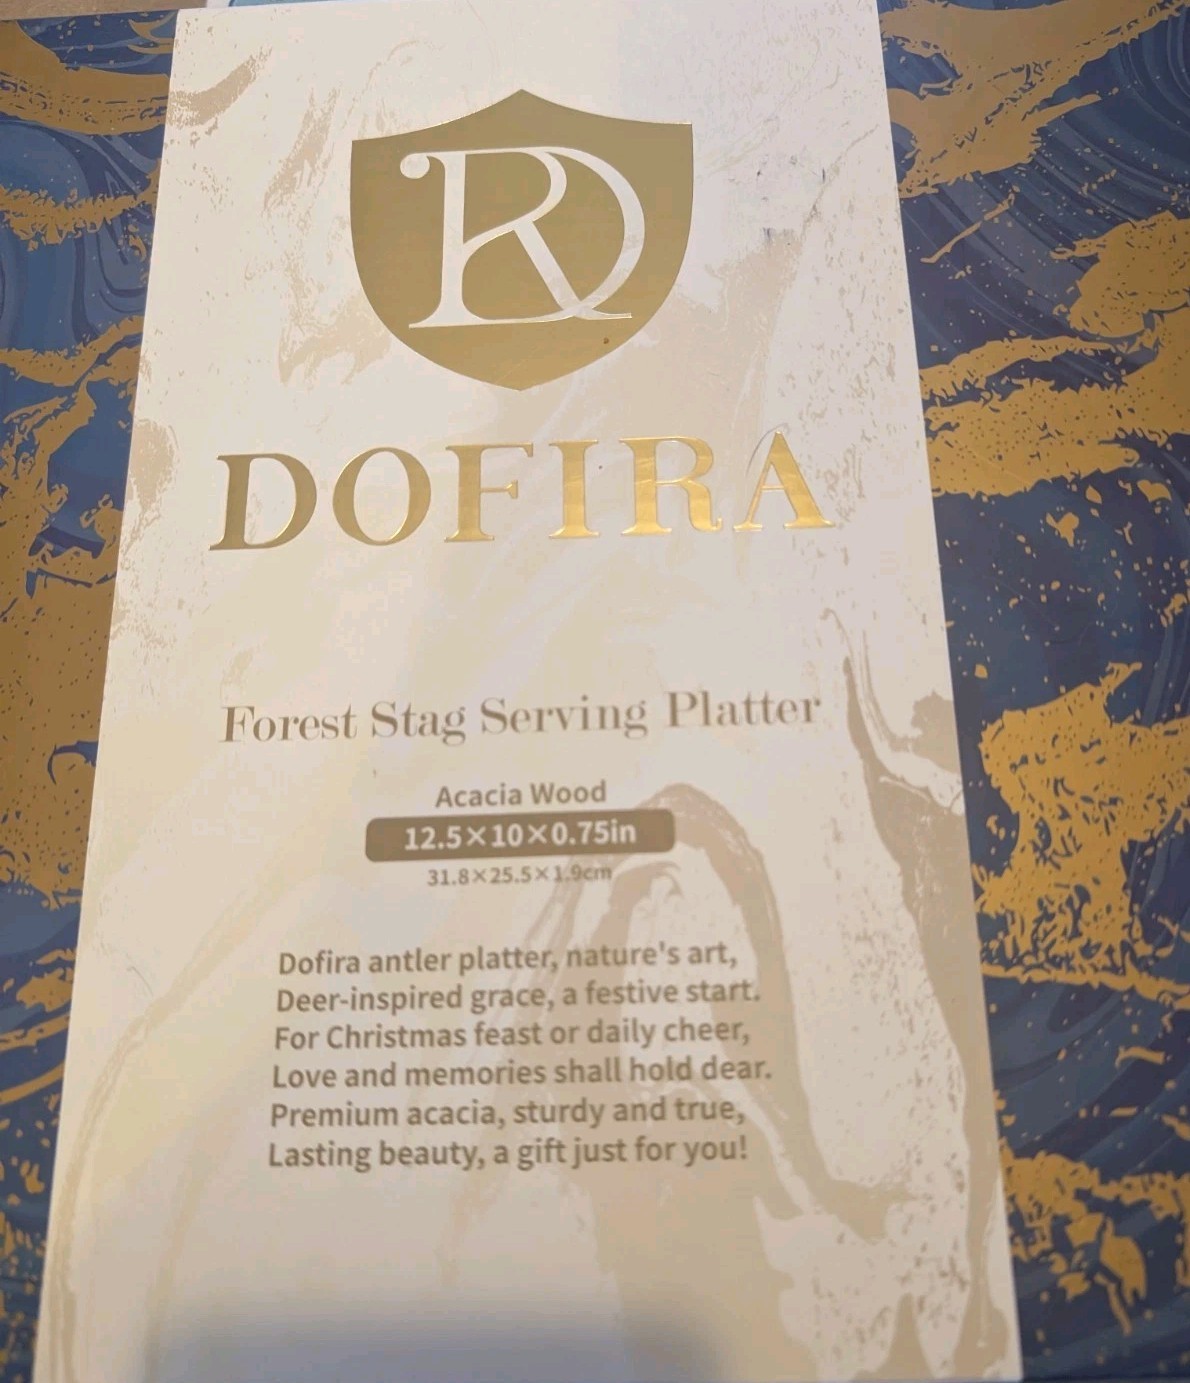 DR
DOFIRA
Forest Stag Serving Platter
Acacia Wood
12.5×10×0.75in
31.8×25.5×1.9cm
Dofira antler platter, nature's art,
Deer-inspired grace, a festive start.
For Christmas feast or daily cheer,
Love and memories shall hold dear.
Premium acacia, sturdy and true,
Lasting beauty, a gift just for you!